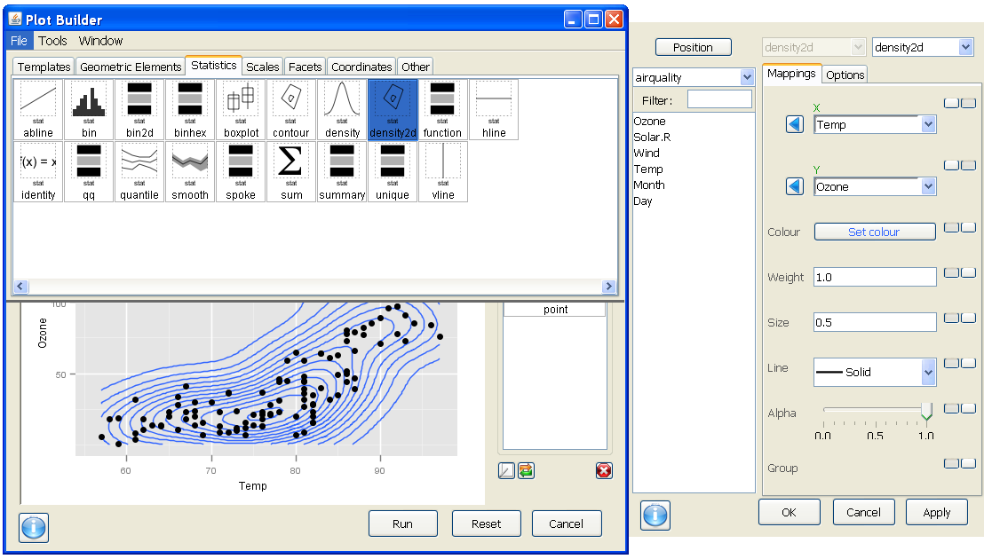 Plot Builder
File Tools Window
Templates Geometric Elements Statistics Scales Facets Coordinates Other
stat stat stat stat stat stat stat stat stat stat
abline bin bin2d binhex boxplot contour density density2d function hline
f(x) = x
stat stat stat stat stat stat stat stat stat
identity qq quantile smooth spoke sum summary unique vline
100
50
Ozone
60 70 80 90
Temp
point
Run Reset Cancel
Position density2d density2d
airquality
Filter:
Ozone
Solar.R
Wind
Temp
Month
Day
Mappings Options
X
Temp
Y
Ozone
Colour Set colour
Weight 1.0
Size 0.5
Line Solid
Alpha
0.0 0.5 1.0
Group
OK Cancel Apply